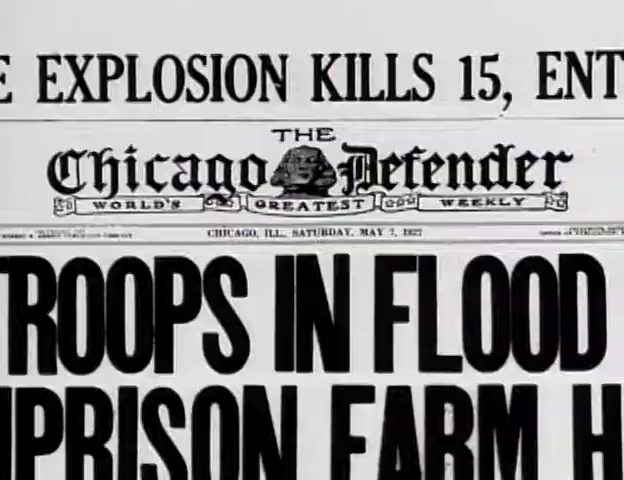 E EXPLOSION KILLS 15, ENT
THE
Chicago Defender
WORLD'S GREATEST WEEKLY
CHICAGO, ILL., SATURDAY, MAY 7, 1927
ROOPS IN FLOOD
PRISON FARM H